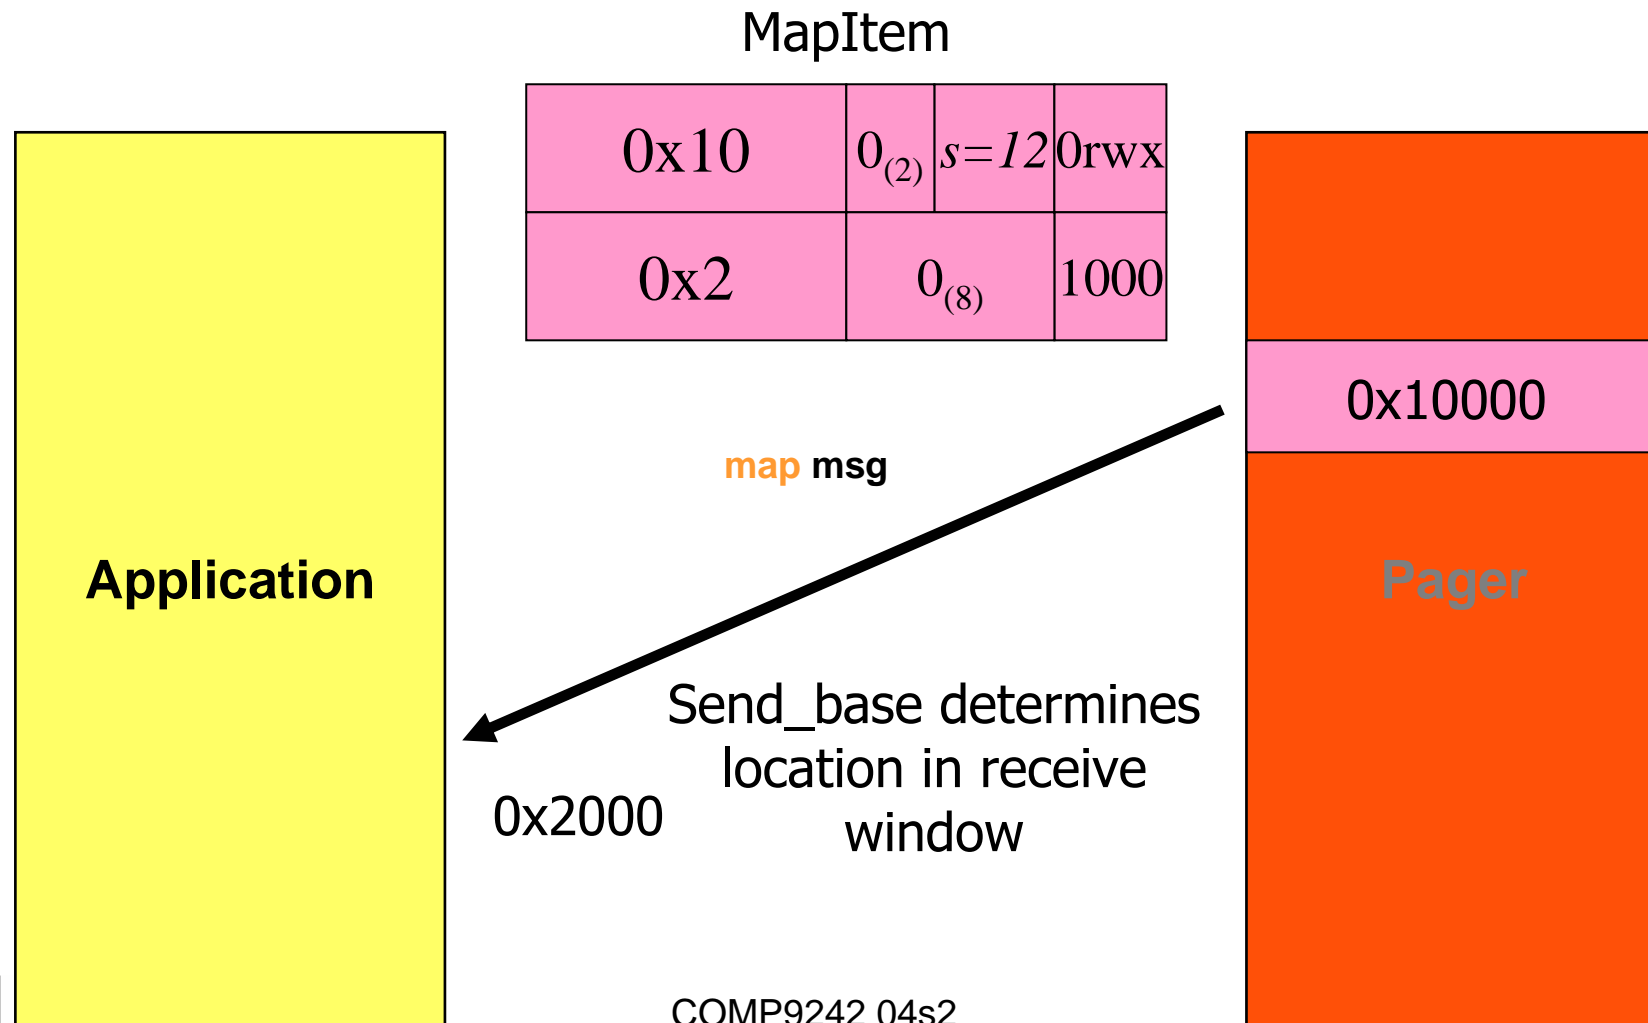 MapItem
0x10 0(2) s=12 0rwx
0x2 0(8) 1000
0x10000
map msg
Application
Pager
Send_base determines
location in receive
window
0x2000
COMP9242 04s2